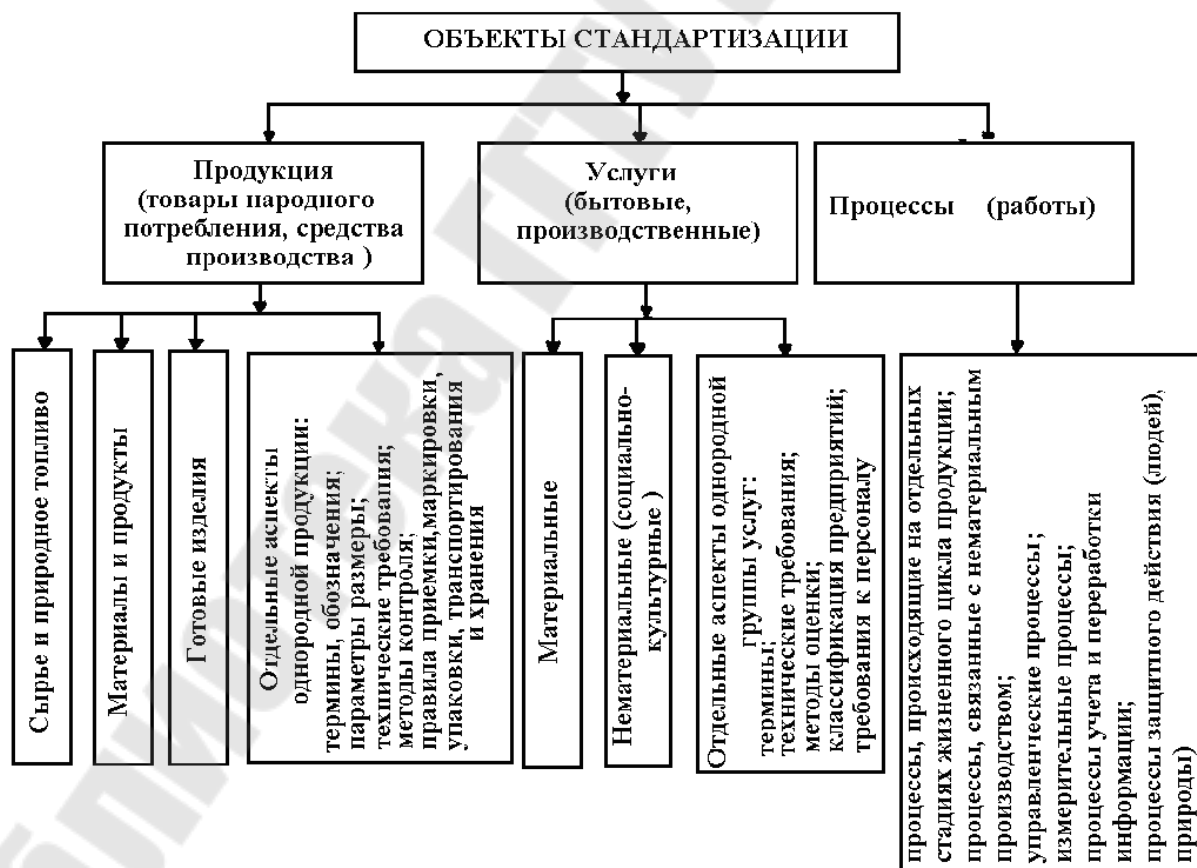 ОБЪЕКТЫ СТАНДАРТИЗАЦИИ
Продукция
(товары народного
потребления, средства
производства )
Услуги
(бытовые,
производственные)
Процессы (работы)
Сырье и природное топливо
Материалы и продукты
Готовые изделия
Отдельные аспекты
однородной продукции:
термины, обозначения;
параметры размеры;
технические требования;
методы контроля;
правила приемки,маркировки,
упаковки, транспортирования
и хранения
Материальные
Нематериальные (социально-
культурные )
Отдельные аспекты однородной
группы услуг:
термины;
технические требования;
методы оценки;
классификация предприятий;
требования к персоналу
процессы, происходящие на отдельных
стадиях жизненного цикла продукции;
процессы, связанные с нематериальным
производством;
управленческие процессы;
измерительные процессы;
процессы учета и переработки
информации;
процессы защитного действия (людей),
природы)